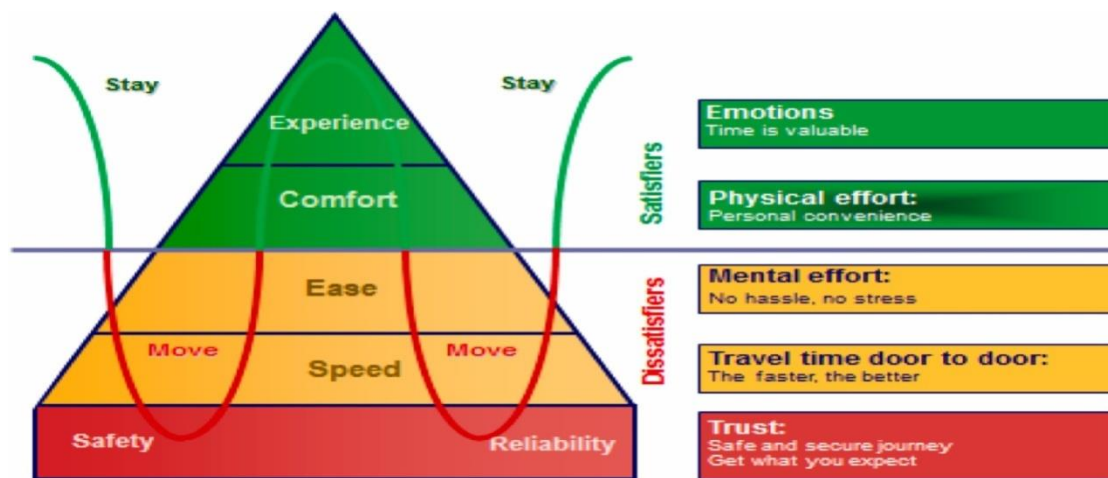 Stay
Stay
Experience
Comfort
Ease
Move
Move
Speed
Safety
Reliability
Satisfiers
Dissatisfiers
Emotions
Time is valuable
Physical effort:
Personal convenience
Mental effort:
No hassle, no stress
Travel time door to door:
The faster, the better
Trust:
Safe and secure journey
Get what you expect